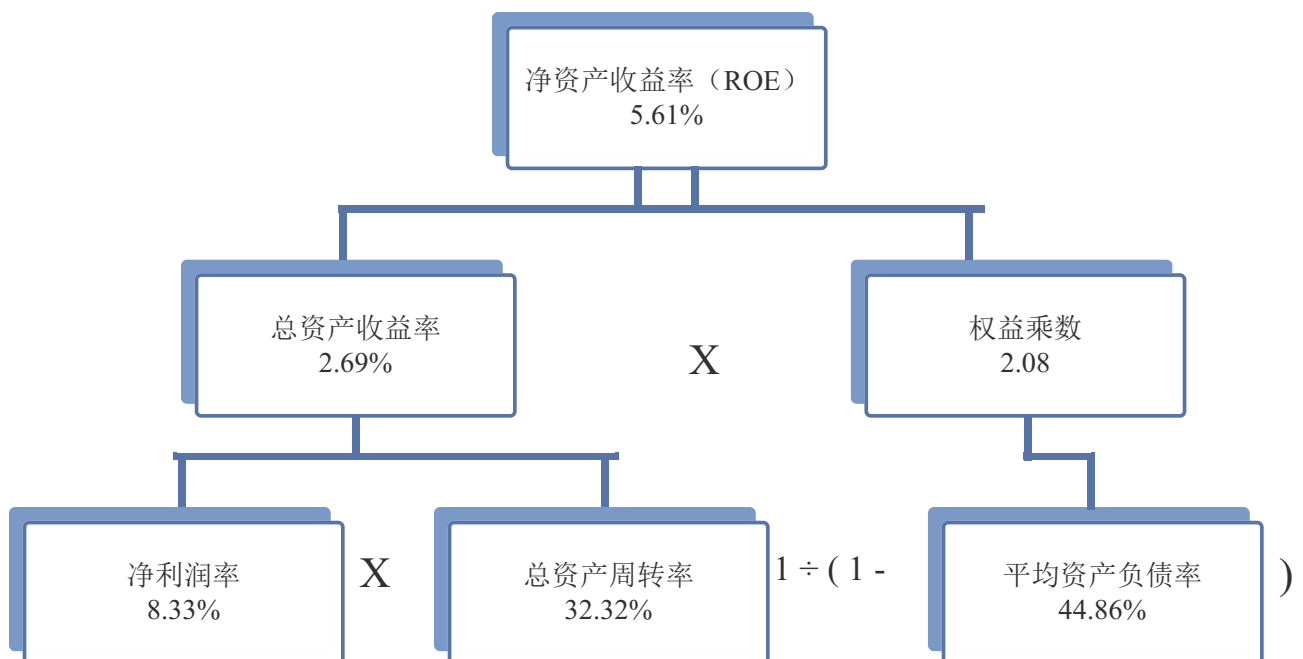 净资产收益率（ROE）
5.61%
总资产收益率
2.69%
X
权益乘数
2.08
净利润率
8.33%
X
总资产周转率
32.32%
1 ÷ ( 1 -
平均资产负债率
44.86%
)